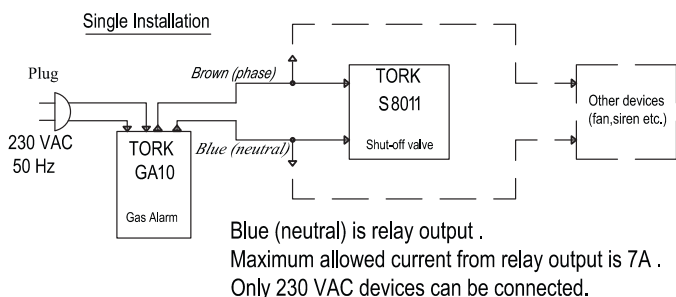 Single Installation
Plug
230 VAC
50 Hz
TORK
GA10
Gas Alarm
Brown (phase)
Blue (neutral)
TORK
S8011
Shut-off valve
Other devices
(fan,siren etc.)
Blue (neutral) is relay output .
Maximum allowed current from relay output is 7A .
Only 230 VAC devices can be connected.